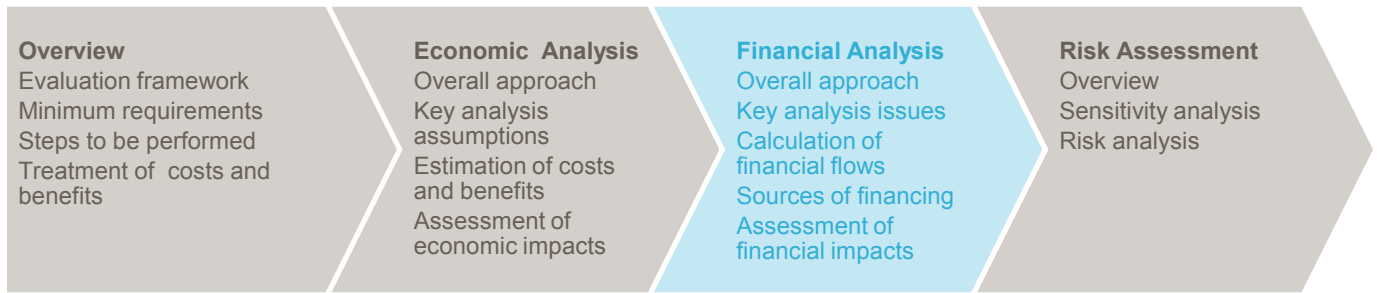 Overview
Evaluation framework
Minimum requirements
Steps to be performed
Treatment of costs and
benefits
Economic Analysis
Overall approach
Key analysis
assumptions
Estimation of costs
and benefits
Assessment of
economic impacts
Financial Analysis
Overall approach
Key analysis issues
Calculation of
financial flows
Sources of financing
Assessment of
financial impacts
Risk Assessment
Overview
Sensitivity analysis
Risk analysis